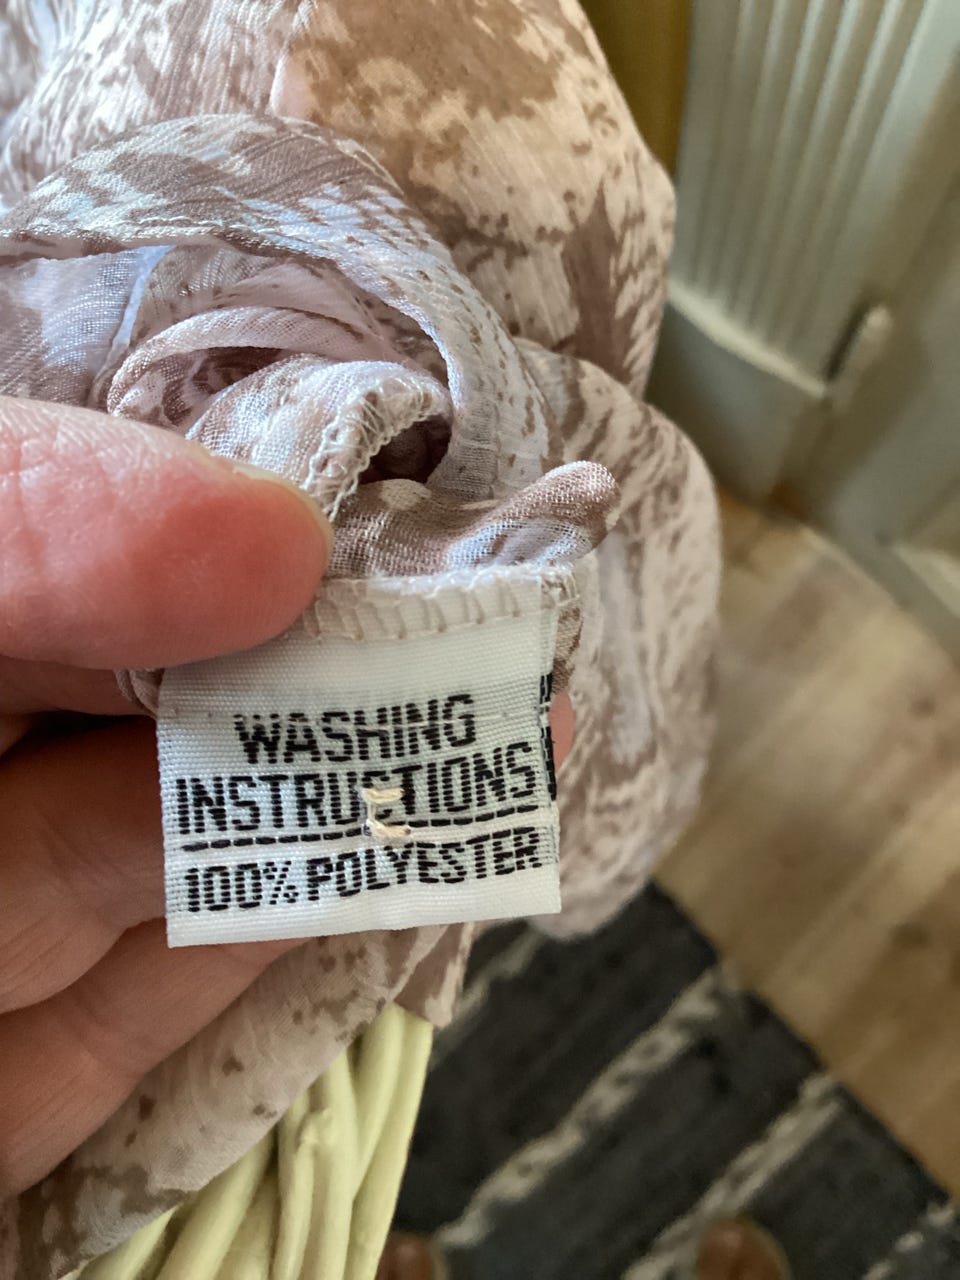 WASHING
INSTRUCTIONS
100% POLYESTER